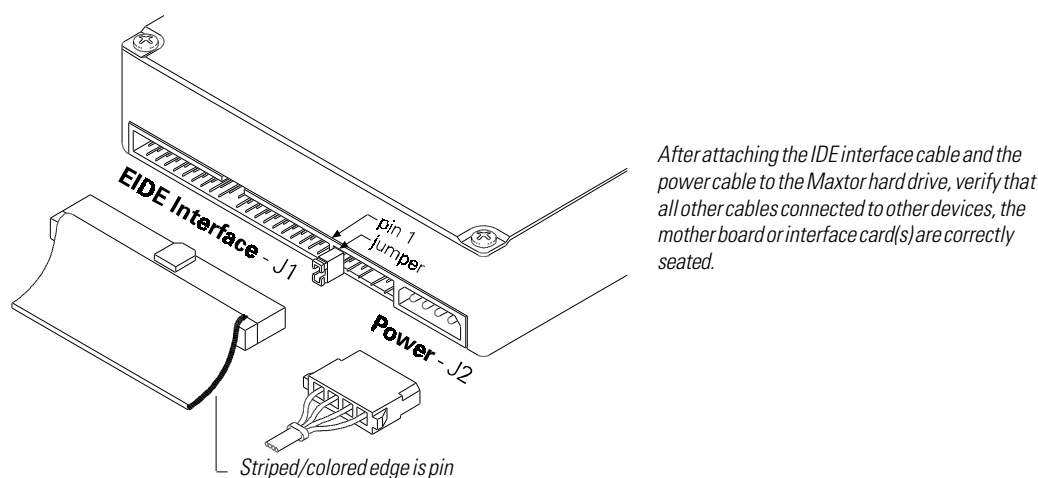 EIDE Interface - J1
pin 1
jumper
Power - J2
Striped/colored edge is pin
After attaching the IDE interface cable and the
power cable to the Maxtor hard drive, verify that
all other cables connected to other devices, the
mother board or interface card(s) are correctly
seated.